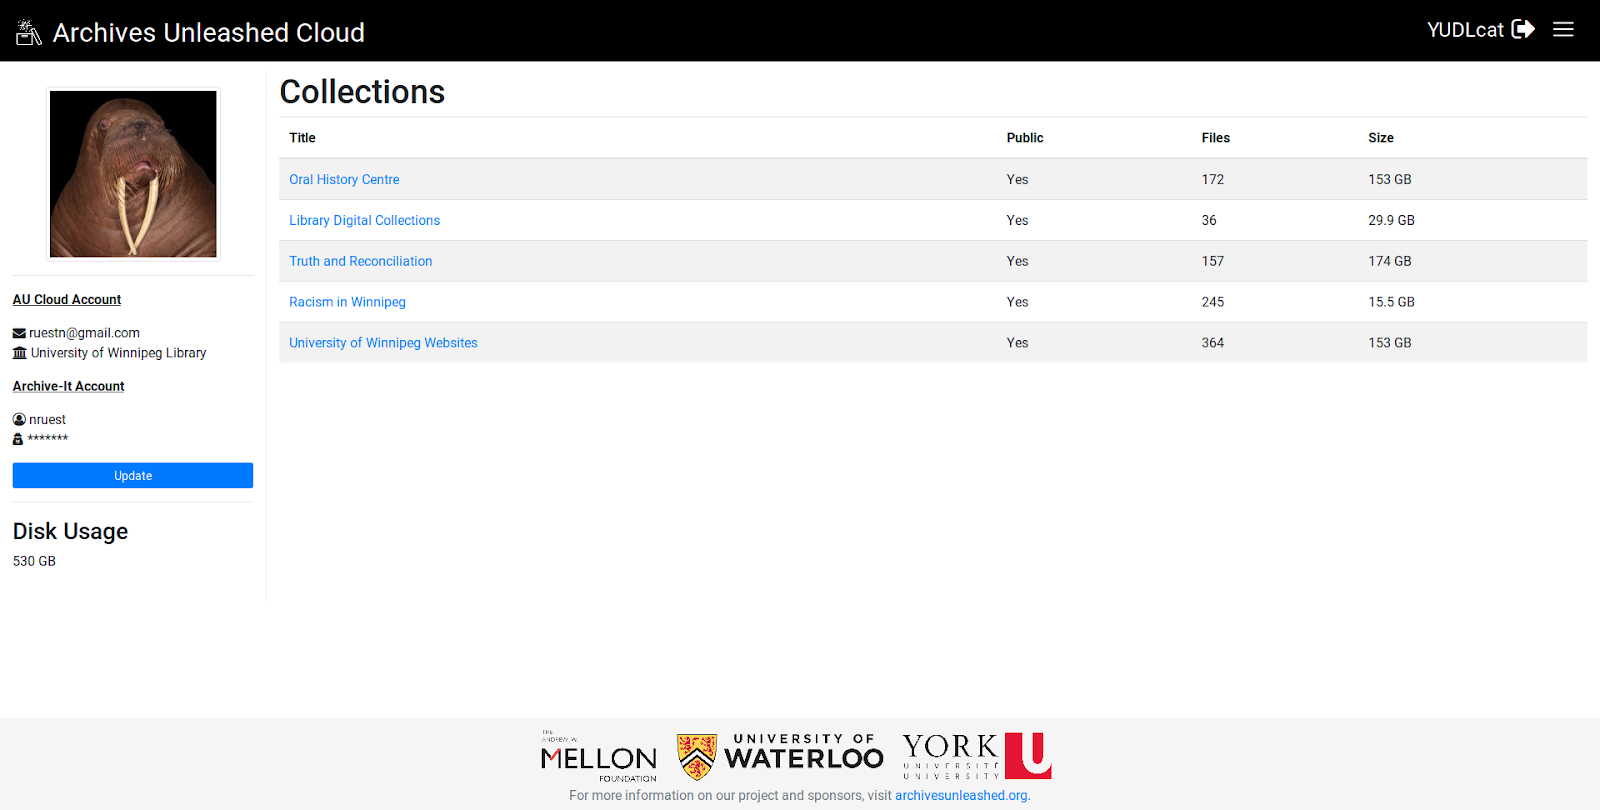 Archives Unleashed Cloud
YUDLcat
AU Cloud Account
ruestn@gmail.com
University of Winnipeg Library
Archive-It Account
nruest
*******
Update
Disk Usage
530 GB
Collections
Title Public Files Size
Oral History Centre Yes 172 153 GB
Library Digital Collections Yes 36 29.9 GB
Truth and Reconciliation Yes 157 174 GB
Racism in Winnipeg Yes 245 15.5 GB
University of Winnipeg Websites Yes 364 153 GB
THE
ANDREW W.
MELLON
FOUNDATION
UNIVERSITY OF
WATERLOO
YORK U
UNIVERSITÉ
UNIVERSITY
For more information on our project and sponsors, visit archivesunleashed.org.